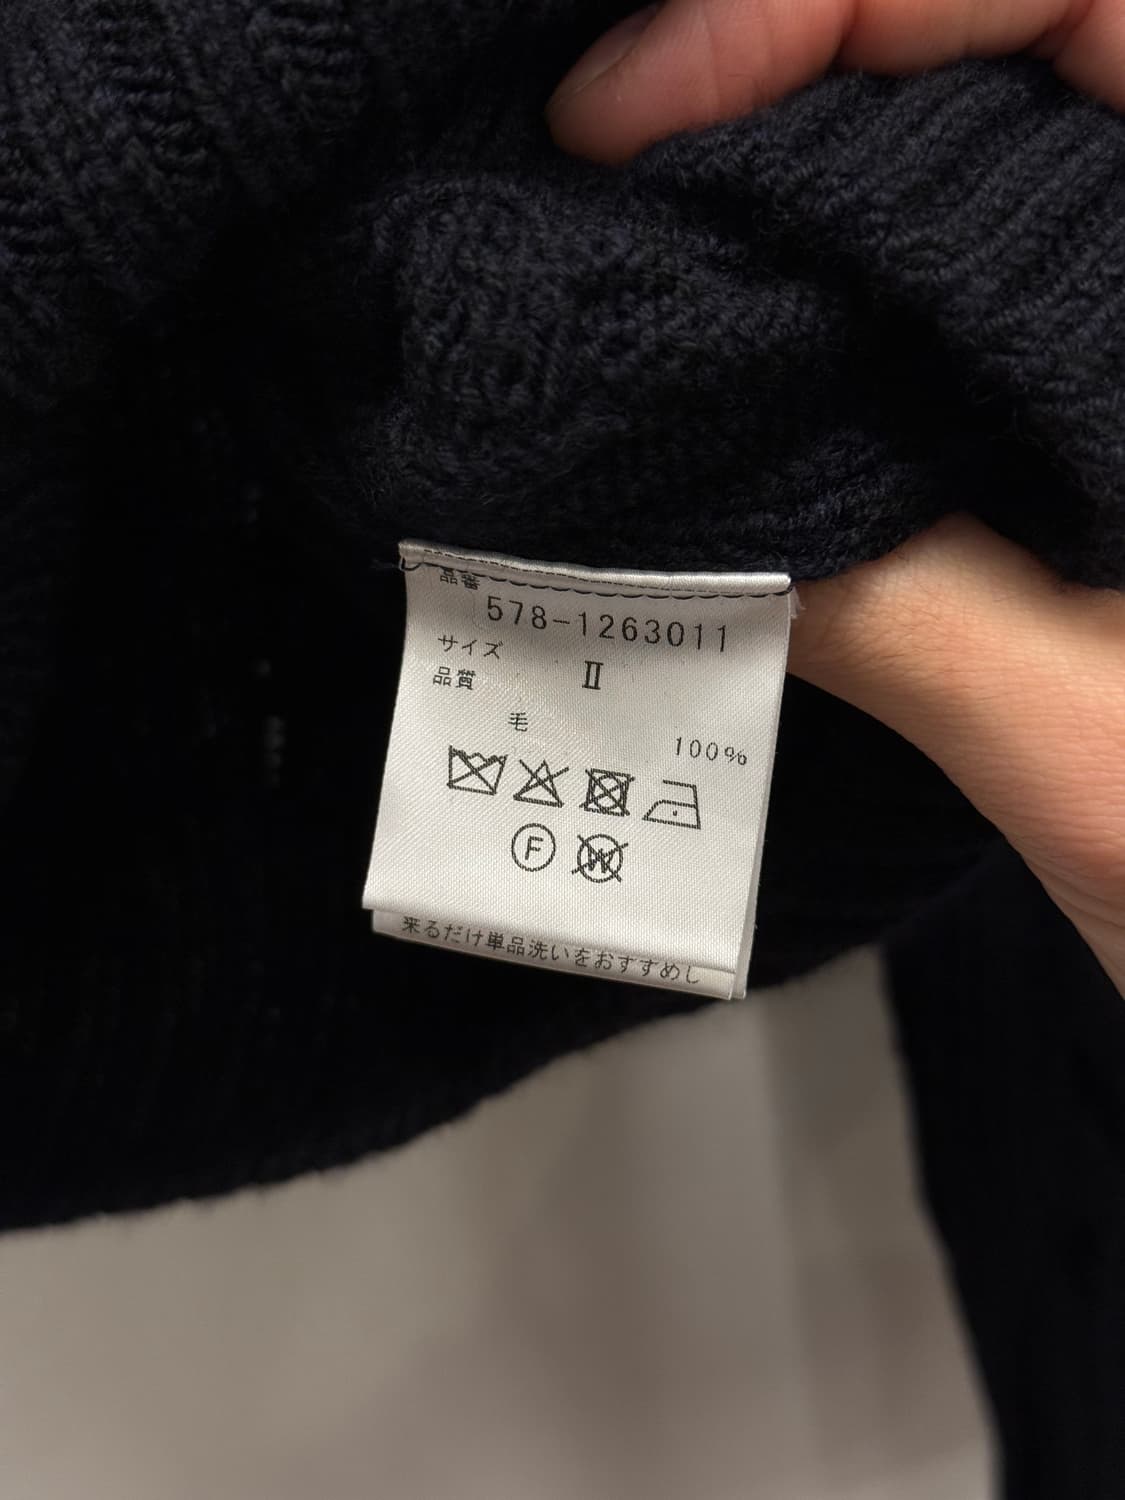 品番
578-1263011
サイズ
Ⅱ
品質
毛
100%
F
W
来るだけ単品洗いをおすすめし